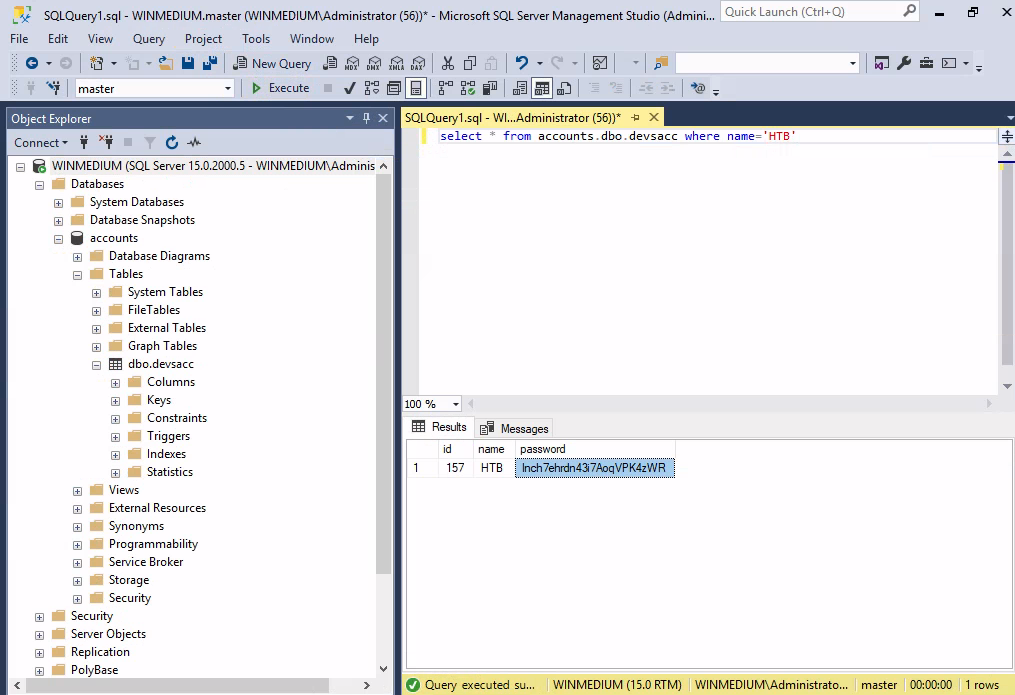 SQLQuery1.sql - WINMEDIUM.master (WINMEDIUM\Administrator (56))* - Microsoft SQL Server Management Studio (Admini...
Quick Launch (Ctrl+Q)
File Edit View Query Project Tools Window Help
New Query
MDX DMX XMLA DAX
master
Execute
Object Explorer
SQLQuery1.sql - WI...Administrator (56))*
Connect
select * from accounts.dbo.devsacc where name='HTB'
WINMEDIUM (SQL Server 15.0.2000.5 - WINMEDIUM\Adminis
Databases
System Databases
Database Snapshots
accounts
Database Diagrams
Tables
System Tables
FileTables
External Tables
Graph Tables
dbo.devsacc
Columns
Keys
Constraints
Triggers
Indexes
Statistics
Views
External Resources
Synonyms
Programmability
Service Broker
Storage
Security
Security
Server Objects
Replication
PolyBase
100 %
Results Messages
id name password
1 157 HTB lnch7ehrdn43i7AoqVPK4zWR
Query executed su... WINMEDIUM (15.0 RTM) WINMEDIUM\Administrato... master 00:00:00 1 rows